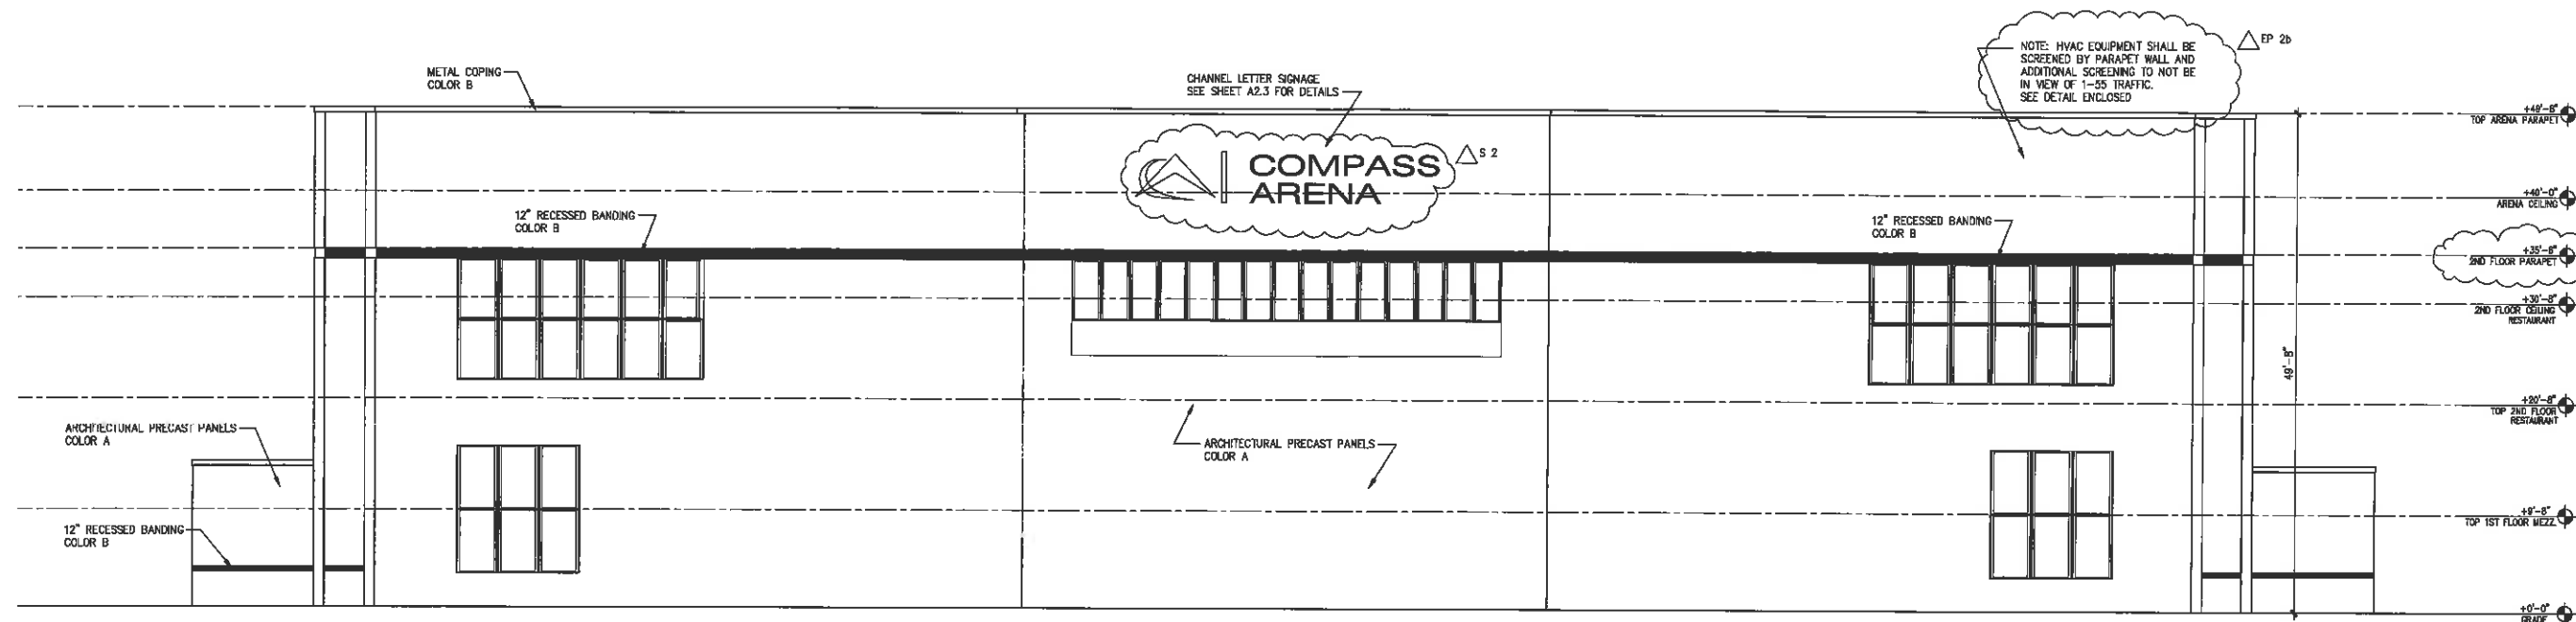 METAL COPING
COLOR B
CHANNEL LETTER SIGNAGE
SEE SHEET A2.3 FOR DETAILS
NOTE: HVAC EQUIPMENT SHALL BE
SCREENED BY PARAPET WALL AND
ADDITIONAL SCREENING TO NOT BE
IN VIEW OF 1-55 TRAFFIC.
SEE DETAIL ENCLOSED
EP 2b
+49'-8"
TOP ARENA PARAPET
COMPASS
ARENA
S 2
+40'-0"
ARENA CEILING
12" RECESSED BANDING
COLOR B
12" RECESSED BANDING
COLOR B
+35'-6"
2ND FLOOR PARAPET
+30'-8"
2ND FLOOR CEILING
RESTAURANT
49'-8"
+20'-8"
TOP 2ND FLOOR
RESTAURANT
ARCHITECTURAL PRECAST PANELS
COLOR A
ARCHITECTURAL PRECAST PANELS
COLOR A
12" RECESSED BANDING
COLOR B
+9'-8"
TOP 1ST FLOOR MEZZ.
+0'-0"
GRADE